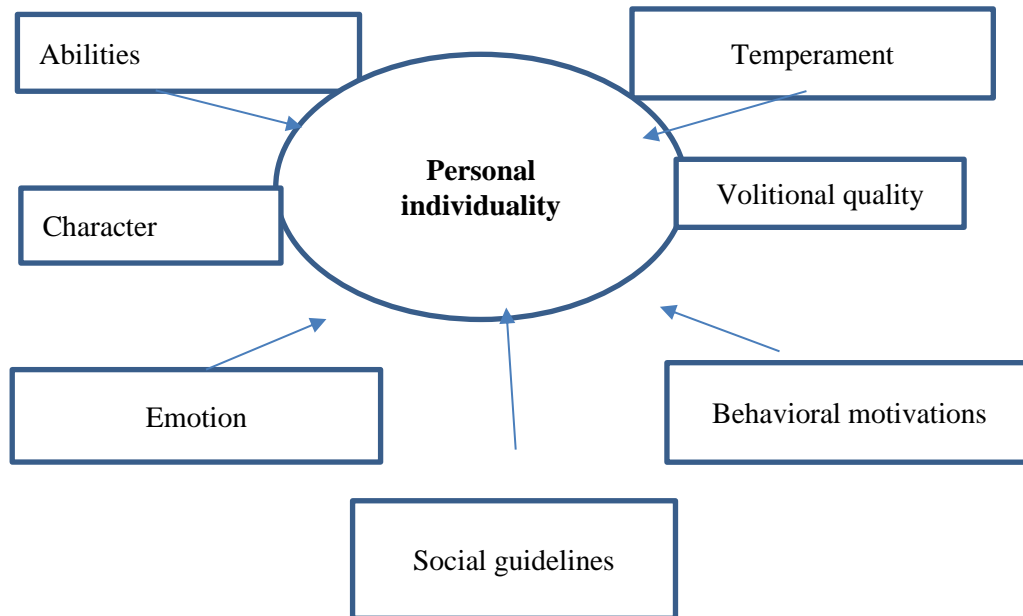 Abilities
Temperament
Personal
individuality
Volitional quality
Character
Emotion
Behavioral motivations
Social guidelines